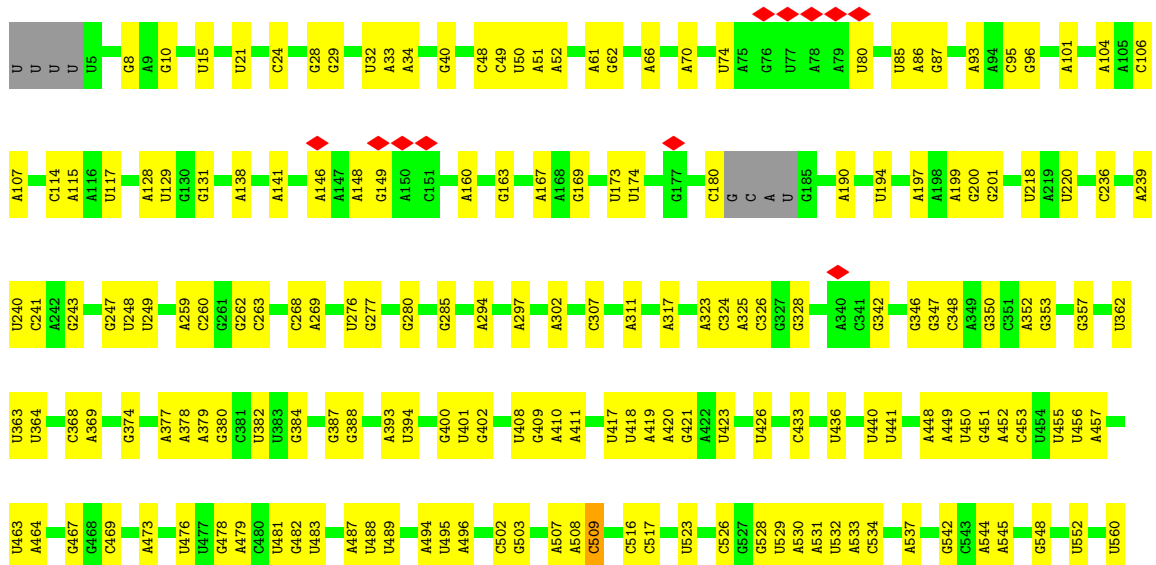 U U U U U5 G8 A9 G10 U15 U21 C24 G28 G29 U32 A33 A34 G40 C48 C49 U50 A51 A52 A61 G62 A66 A70 U74 A75 G76 U77 A78 A79 U80 U85 A86 G87 A93 A94 C95 G96 A101 A104 A105 C106
A107 C114 A115 A116 U117 A128 U129 G130 G131 A138 A141 A146 A147 A148 G149 A150 C151 A160 G163 A167 A168 G169 U173 U174 G177 C180 G C A U G185 A190 U194 A197 A198 A199 G200 G201 U218 A219 U220 C236 A239
U240 C241 A242 G243 G247 U248 U249 A259 C260 G261 G262 C263 C268 A269 U276 G277 G280 G285 A294 A297 A302 C307 A311 A317 A323 C324 A325 C326 G327 G328 A340 C341 G342 G346 G347 C348 A349 G350 C351 A352 G353 G357 U362
U363 U364 C368 A369 G374 A377 A378 A379 G380 C381 U382 U383 G384 G387 G388 A393 U394 G400 U401 G402 U408 G409 A410 A411 U417 U418 A419 A420 G421 A422 U423 U426 C433 U436 U440 U441 A448 A449 U450 G451 A452 C453 U454 U455 U456 A457
U463 A464 G467 G468 C469 A473 U476 U477 G478 A479 C480 U481 G482 U483 A487 U488 U489 A494 U495 A496 C502 G503 A507 A508 C509 C516 C517 U523 C526 G527 G528 U529 A530 A531 U532 A533 C534 A537 G542 C543 A544 A545 G548 U552 U560